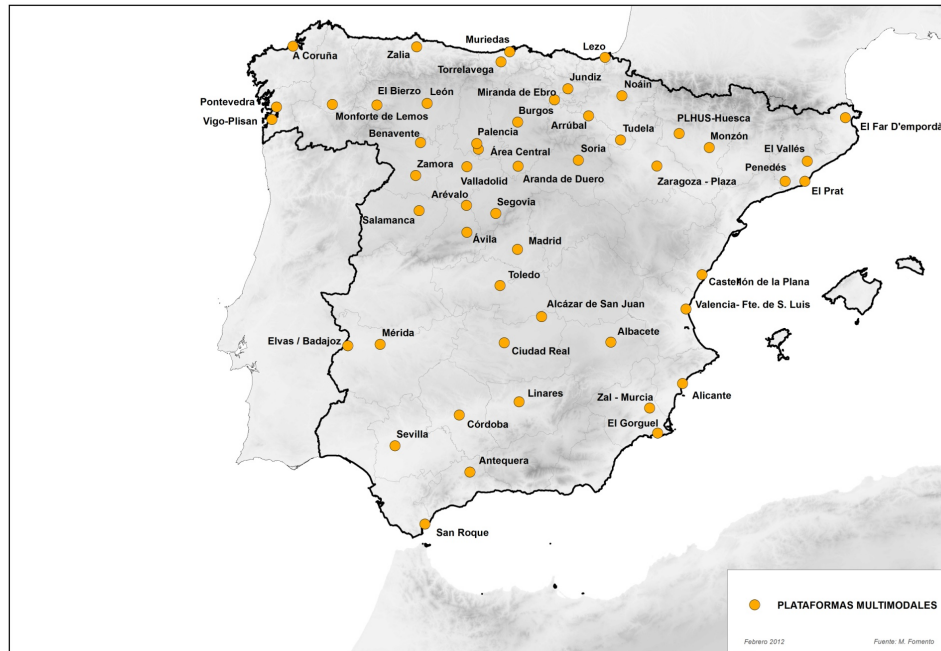 Muriedas
A Coruña
Zalia
Lezo
Torrelavega
Jundiz
Noáin
El Bierzo
León
Miranda de Ebro
Pontevedra
Monforte de Lemos
Burgos
PLHUS-Huesca
Vigo-Plisan
Arrúbal
El Far D'empordà
Benavente
Palencia
Tudela
Monzón
Área Central
Soria
El Vallés
Zamora
Penedés
Valladolid
Aranda de Duero
Zaragoza - Plaza
El Prat
Arévalo
Segovia
Salamanca
Ávila
Madrid
Toledo
Castellón de la Plana
Alcázar de San Juan
Valencia- Fte. de S. Luis
Elvas / Badajoz
Mérida
Albacete
Ciudad Real
Linares
Zal - Murcia
Alicante
Córdoba
El Gorguel
Sevilla
Antequera
San Roque
PLATAFORMAS MULTIMODALES
Febrero 2012
Fuente: M. Fomento